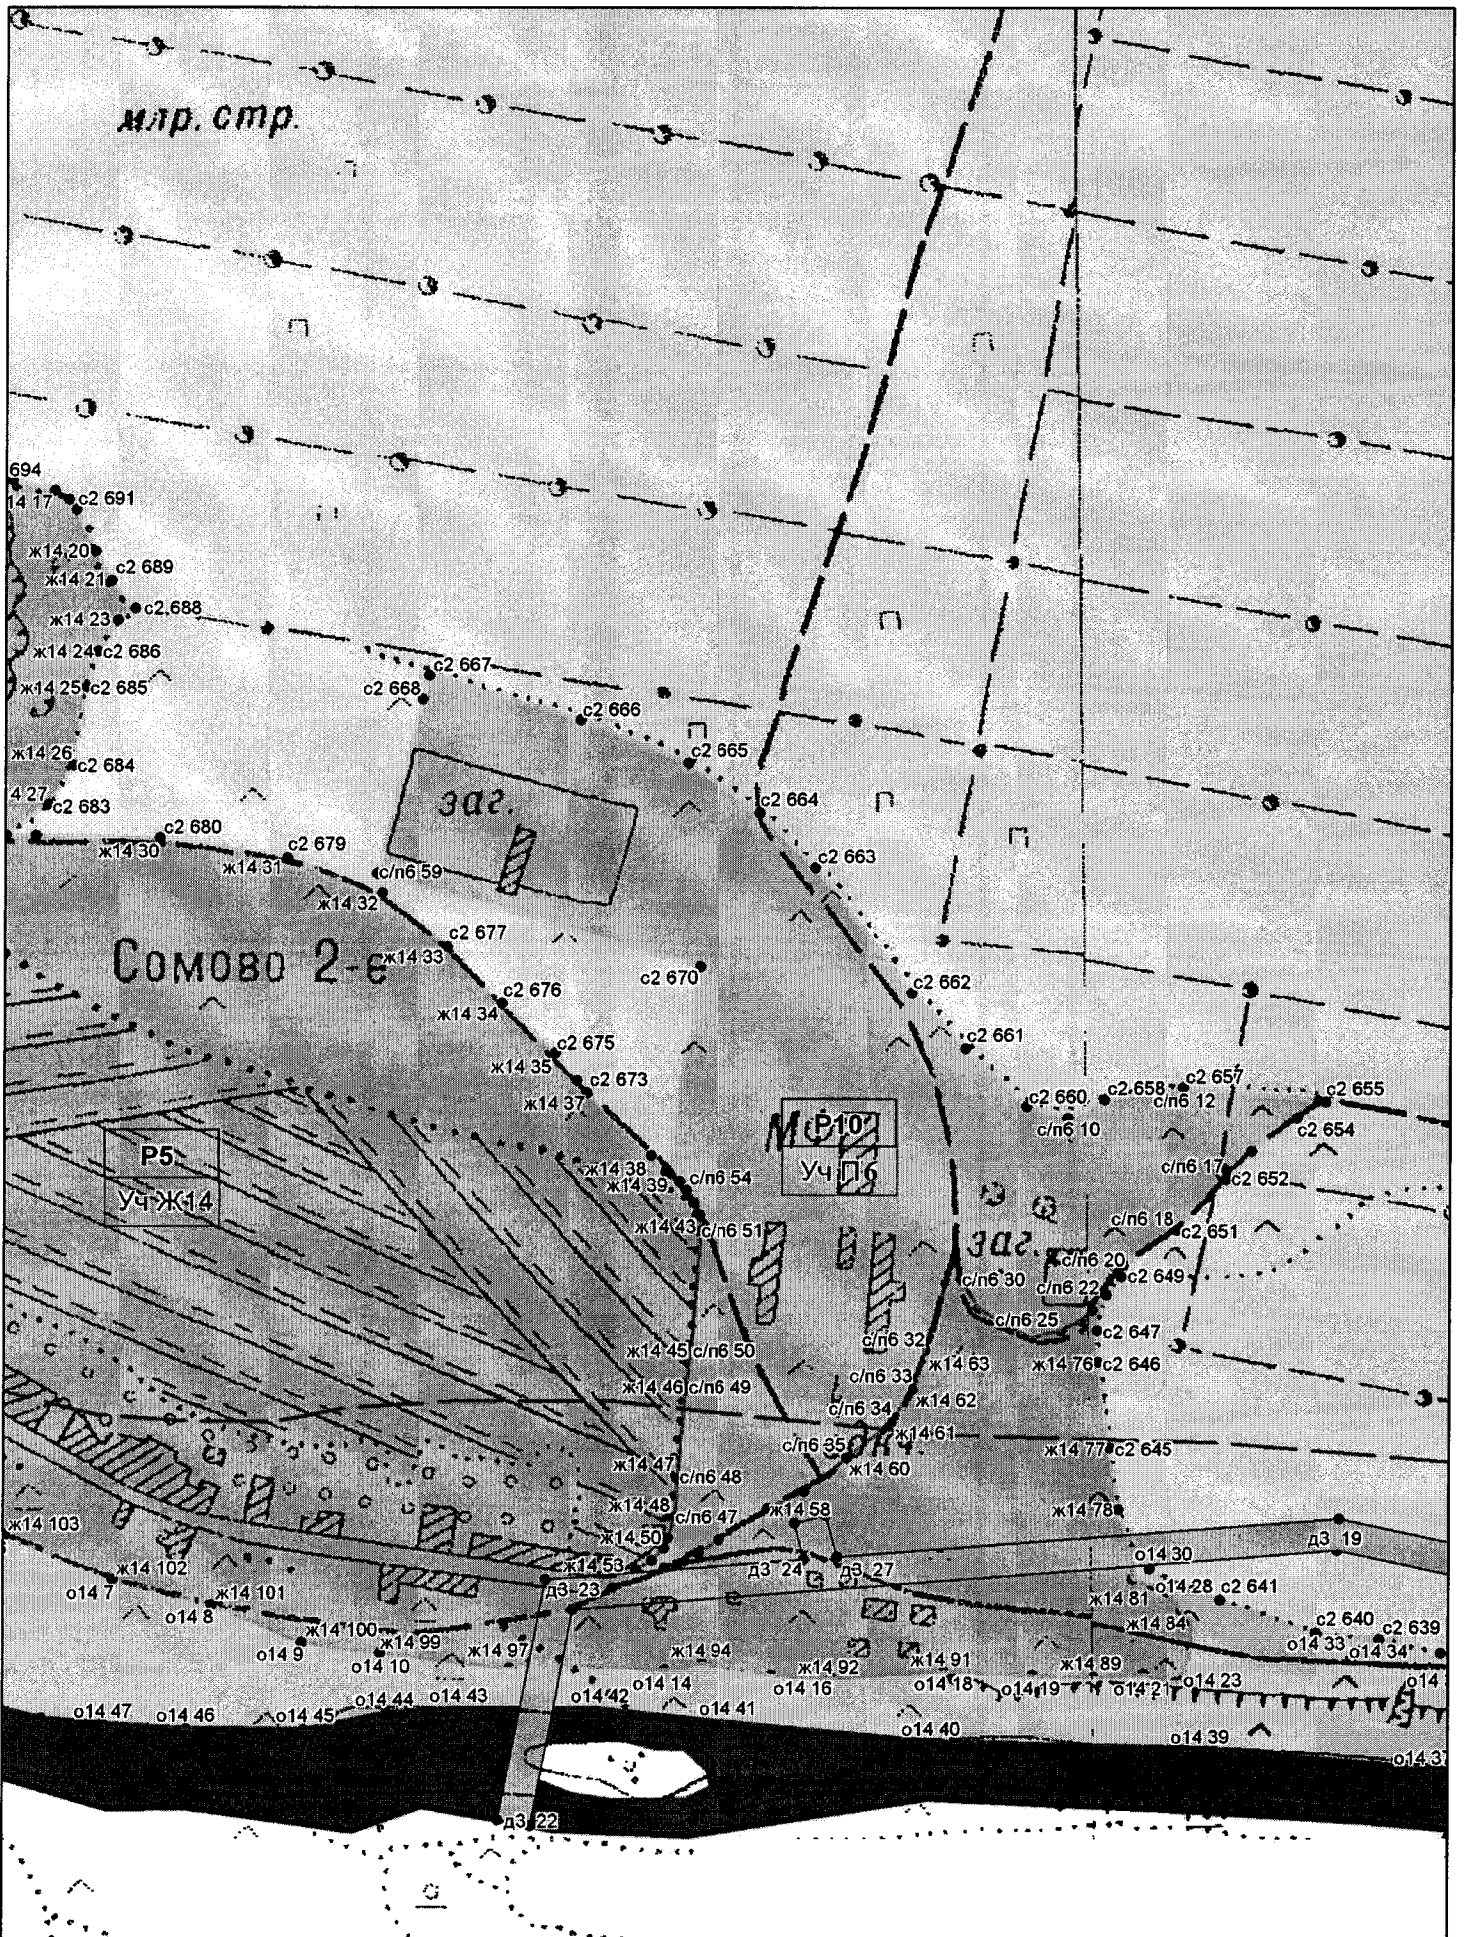 млр. стр.
694
14 17
с2 691
ж14 20
с2 689
ж14 21
с2 688
ж14 23
ж14 24
с2 686
с2 667
ж14 25
с2 685
с2 668
с2 666
ж14 26
с2 684
с2 665
4 27
с2 683
заг.
с2 664
с2 680
ж14 30
с2 679
ж14 31
с/п6 59
с2 663
ж14 32
с2 677
ж14 33
Сомово 2-е
с2 670
с2 676
ж14 34
с2 662
с2 675
ж14 35
с2 661
с2 673
ж14 37
с2 660
с2 658
с2 657
с/п6 12
с2 655
с/п6 10
с2 654
Р10
Уч П6
Р5
Уч Ж14
ж14 38
ж14 39
с/п6 54
с/п6 17
с2 652
ж14 43
с/п6 51
с/п6 18
с2 651
заг.
с/п6 20
с2 649
с/п6 30
с/п6 22
с/п6 25
с2 647
с/п6 32
ж14 45
с/п6 50
ж14 63
ж14 76
с2 646
с/п6 33
ж14 46
с/п6 49
ж14 62
с/п6 34
ж14 61
с/п6 35
ж14 77
с2 645
ж14 60
ж14 47
с/п6 48
ж14 48
с/п6 47
ж14 58
ж14 78
ж14 103
ж14 50
д3 19
ж14 53
д3 24
д3 27
о14 30
ж14 102
о14 7
д3 23
о14 28
с2 641
ж14 101
о14 8
ж14 81
ж14 84
с2 640
с2 639
ж14 100
о14 9
ж14 99
о14 10
ж14 97
о14 33
о14 34
ж14 94
ж14 92
ж14 91
ж14 89
о14 14
о14 16
о14 18
о14 19
о14 21
о14 23
о14
о14 47
о14 46
о14 45
о14 44
о14 43
о14 42
о14 41
о14 40
о14 39
о14 37
д3 22